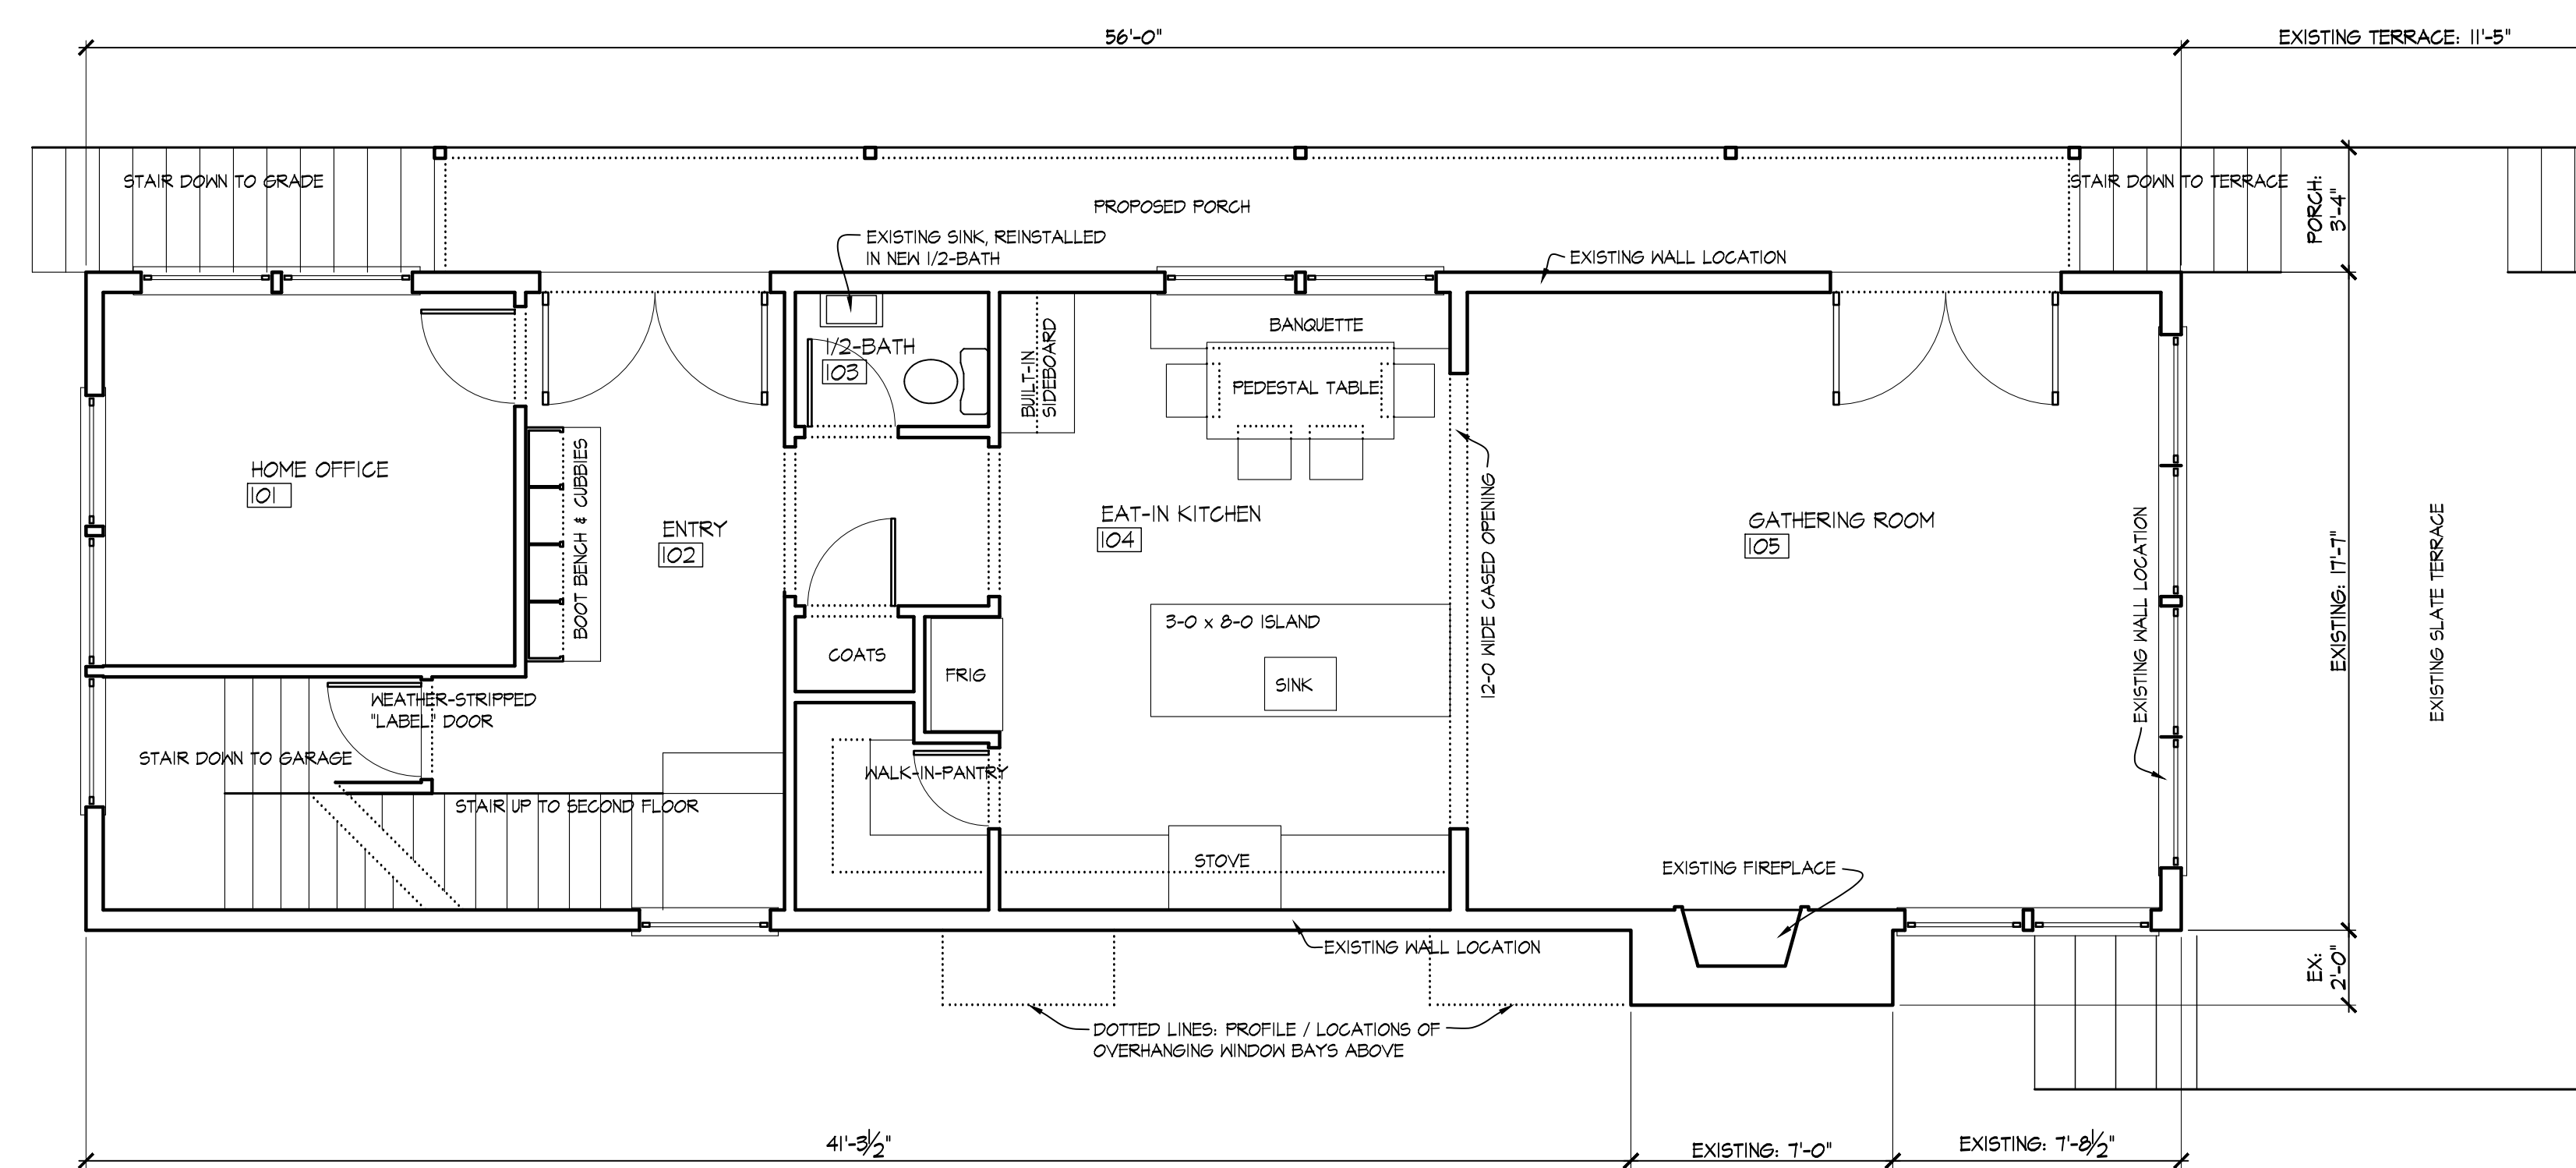 56'-0"
EXISTING TERRACE: 11'-5"
STAIR DOWN TO GRADE
STAIR DOWN TO TERRACE
PORCH:
3'-4"
PROPOSED PORCH
EXISTING SINK, REINSTALLED
IN NEW 1/2-BATH
EXISTING WALL LOCATION
1/2-BATH
103
BUILT-IN
SIDEBOARD
BANQUETTE
PEDESTAL TABLE
HOME OFFICE
101
BOOT BENCH & CUBBIES
ENTRY
102
EAT-IN KITCHEN
104
12-0 WIDE CASED OPENING
GATHERING ROOM
105
EXISTING WALL LOCATION
EXISTING: 17'-7"
EXISTING SLATE TERRACE
3-0 x 8-0 ISLAND
SINK
COATS
FRIG
WEATHER-STRIPPED
"LABEL" DOOR
STAIR DOWN TO GARAGE
WALK-IN-PANTRY
STAIR UP TO SECOND FLOOR
STOVE
EXISTING FIREPLACE
EXISTING WALL LOCATION
EX:
2'-0"
DOTTED LINES: PROFILE / LOCATIONS OF
OVERHANGING WINDOW BAYS ABOVE
41'-3½"
EXISTING: 7'-0"
EXISTING: 7'-8½"